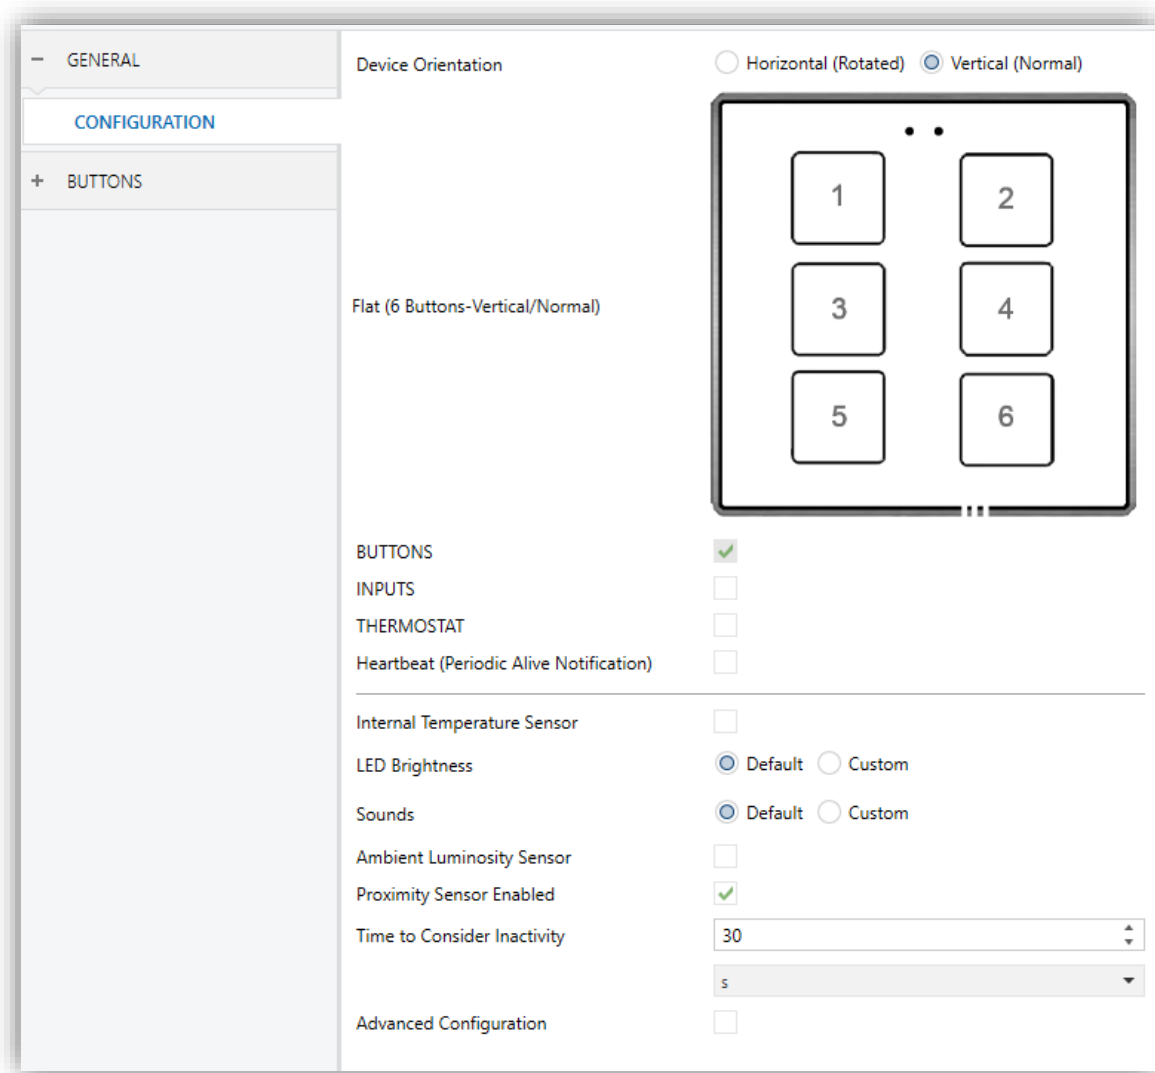 GENERAL
CONFIGURATION
BUTTONS
Device Orientation
Horizontal (Rotated) Vertical (Normal)
Flat (6 Buttons-Vertical/Normal)
1 2
3 4
5 6
BUTTONS
INPUTS
THERMOSTAT
Heartbeat (Periodic Alive Notification)
Internal Temperature Sensor
LED Brightness Default Custom
Sounds Default Custom
Ambient Luminosity Sensor
Proximity Sensor Enabled
Time to Consider Inactivity 30
s
Advanced Configuration